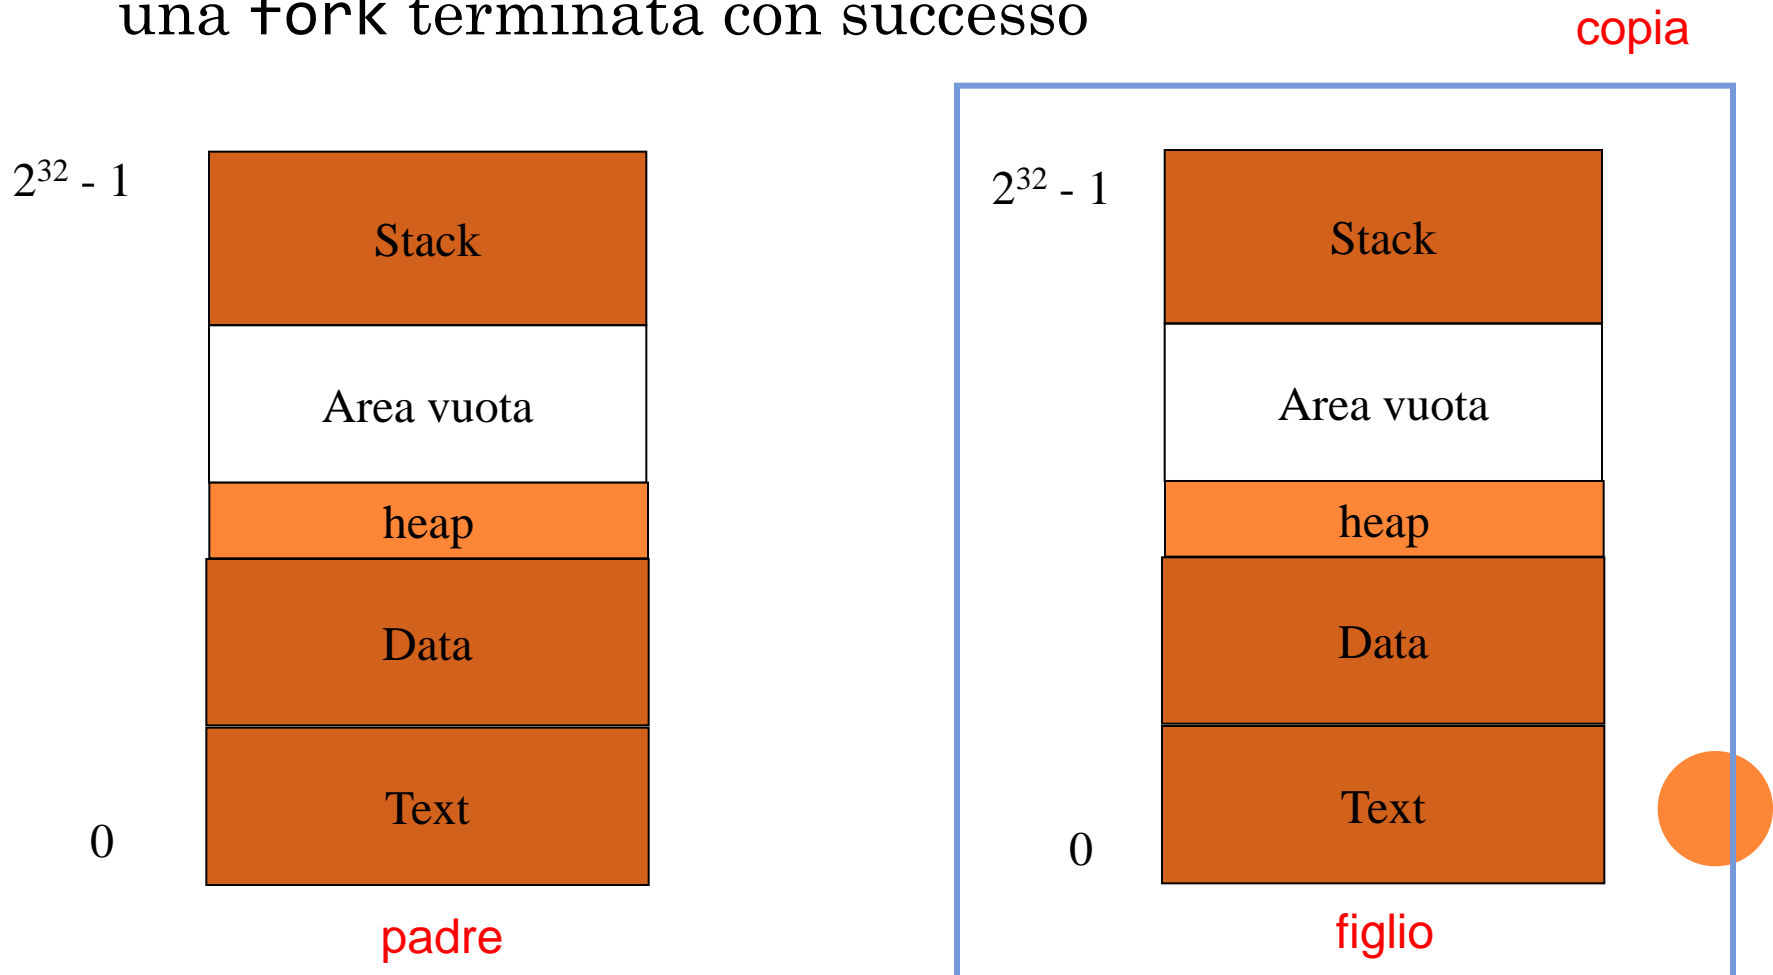 una fork terminata con successo
copia
2³² - 1
Stack
Area vuota
heap
Data
Text
0
padre
2³² - 1
Stack
Area vuota
heap
Data
Text
0
figlio